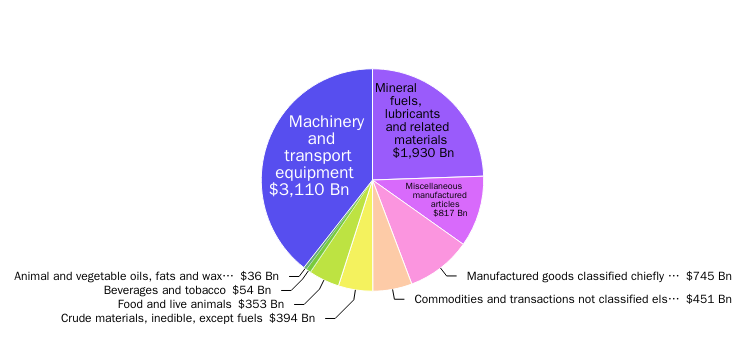 Mineral
fuels,
lubricants
and related
materials
$1,930 Bn
Machinery
and
transport
equipment
$3,110 Bn
Miscellaneous
manufactured
articles
$817 Bn
Animal and vegetable oils, fats and wax… $36 Bn
Manufactured goods classified chiefly … $745 Bn
Beverages and tobacco $54 Bn
Commodities and transactions not classified els… $451 Bn
Food and live animals $353 Bn
Crude materials, inedible, except fuels $394 Bn